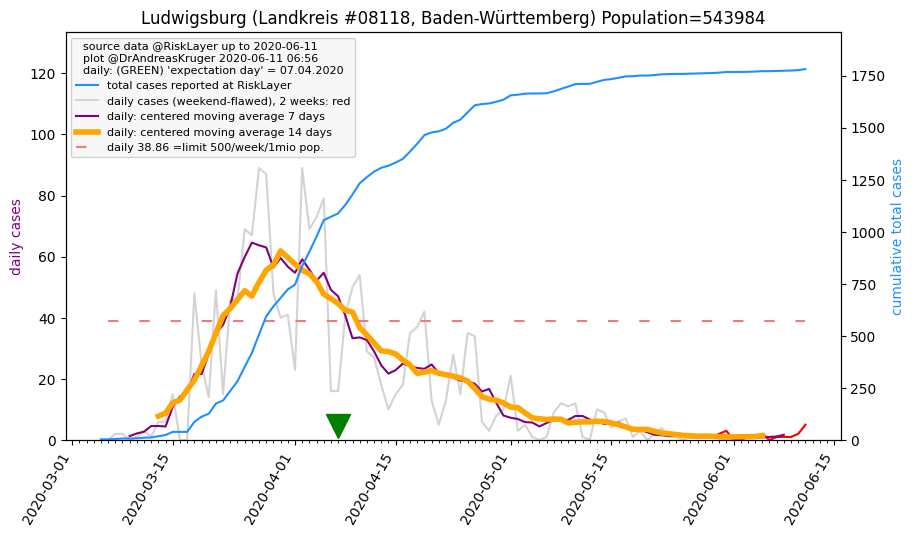 Ludwigsburg (Landkreis #08118, Baden-Württemberg) Population=543984
source data @RiskLayer up to 2020-06-11
plot @DrAndreasKruger 2020-06-11 06:56
daily: (GREEN) 'expectation day' = 07.04.2020
total cases reported at RiskLayer
daily cases (weekend-flawed), 2 weeks: red
daily: centered moving average 7 days
daily: centered moving average 14 days
daily 38.86 =limit 500/week/1mio pop.
daily cases
120
100
80
60
40
20
0
cumulative total cases
1750
1500
1250
1000
750
500
250
0
2020-03-01
2020-03-15
2020-04-01
2020-04-15
2020-05-01
2020-05-15
2020-06-01
2020-06-15